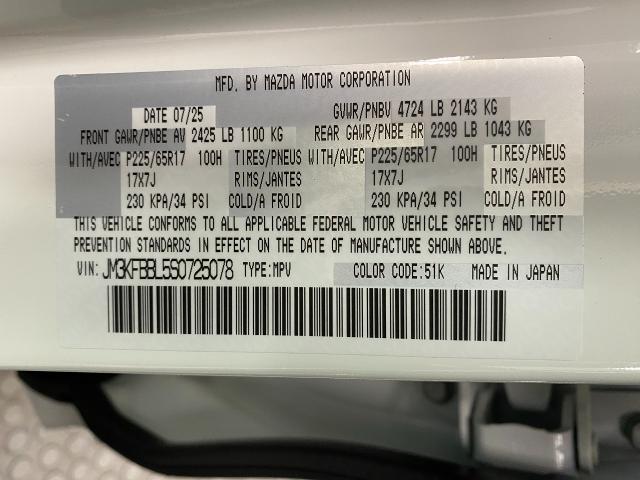 MFD. BY MAZDA MOTOR CORPORATION
DATE 07/25 GVWR/PNBV 4724 LB 2143 KG
FRONT GAWR/PNBE AV 2425 LB 1100 KG REAR GAWR/PNBE AR 2299 LB 1043 KG
WITH/AVEC P225/65R17 100H TIRES/PNEUS WITH/AVEC P225/65R17 100H TIRES/PNEUS
17X7J RIMS/JANTES 17X7J RIMS/JANTES
230 KPA/34 PSI COLD/A FROID 230 KPA/34 PSI COLD/A FROID
THIS VEHICLE CONFORMS TO ALL APPLICABLE FEDERAL MOTOR VEHICLE SAFETY AND THEFT
PREVENTION STANDARDS IN EFFECT ON THE DATE OF MANUFACTURE SHOWN ABOVE.
VIN: JM3KFBBL5S0725078 TYPE:MPV COLOR CODE:51K MADE IN JAPAN